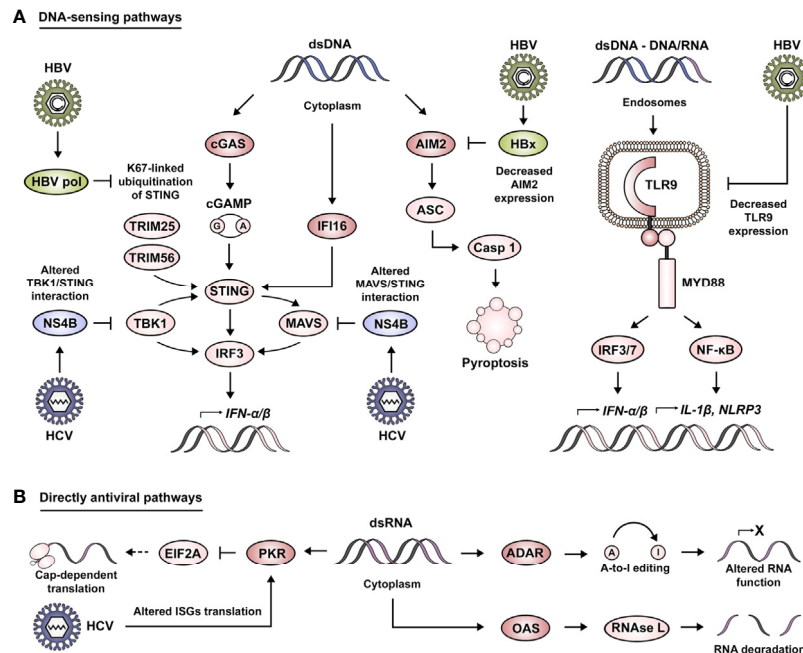 A
DNA-sensing pathways
HBV
HBV pol
K67-linked
ubiquitination
of STING
TRIM25
TRIM56
Altered
TBK1/STING
interaction
NS4B
HCV
TBK1
dsDNA
Cytoplasm
cGAS
cGAMP
G
A
STING
IFI16
MAVS
IRF3
IFN-α/β
Altered
MAVS/STING
interaction
NS4B
HCV
AIM2
ASC
Casp 1
Pyroptosis
HBV
HBx
Decreased
AIM2
expression
dsDNA - DNA/RNA
Endosomes
TLR9
HBV
Decreased
TLR9
expression
MYD88
IRF3/7
NF-κB
IFN-α/β
IL-1β, NLRP3
B
Directly antiviral pathways
Cap-dependent
translation
EIF2A
PKR
dsRNA
Cytoplasm
HCV
Altered ISGs translation
ADAR
A
I
A-to-I editing
X
Altered RNA
function
OAS
RNAse L
RNA degradation